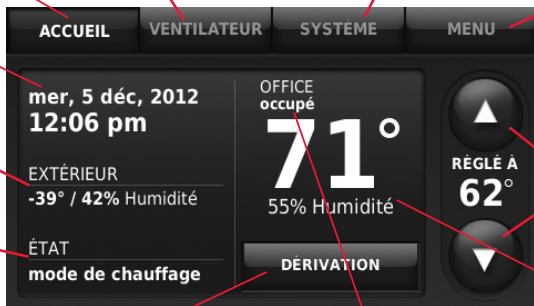 ACCUEIL VENTILATEUR SYSTÈME MENU
mer, 5 déc, 2012
12:06 pm
EXTÉRIEUR
-39° / 42% Humidité
ÉTAT
mode de chauffage
OFFICE
occupé
71°
55% Humidité
DÉRIVATION
RÉGLÉ À
62°